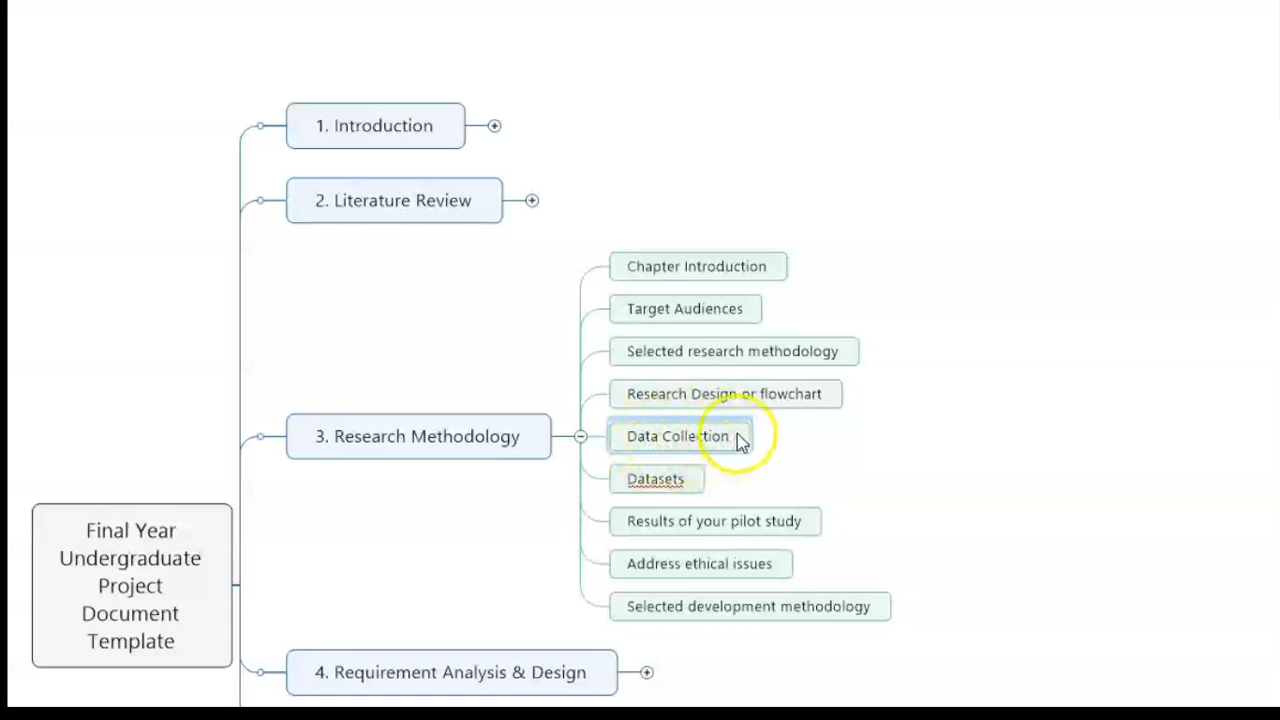 1. Introduction
2. Literature Review
Chapter Introduction
Target Audiences
Selected research methodology
Research Design or flowchart
3. Research Methodology
Data Collection
Datasets
Results of your pilot study
Address ethical issues
Selected development methodology
Final Year
Undergraduate
Project
Document
Template
4. Requirement Analysis & Design